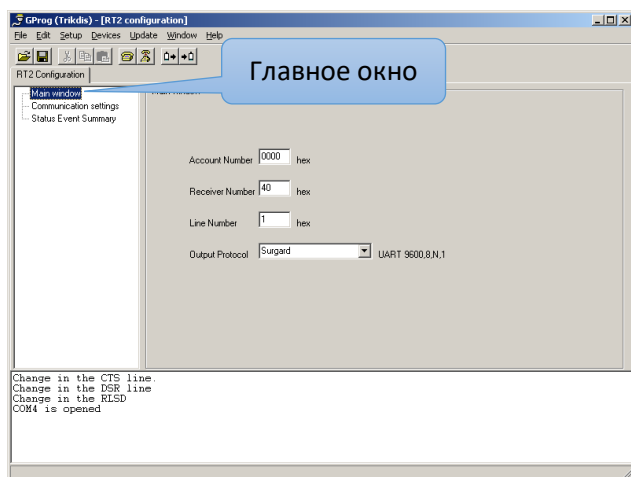 GProg (Trikdis) - [RT2 configuration]
File Edit Setup Devices Update Window Help
RT2 Configuration
Главное окно
Main window
Communication settings
Status Event Summary
Account Number 0000 hex
Receiver Number 40 hex
Line Number 1 hex
Output Protocol Surgard UART 9600,8,N,1
Change in the CTS line.
Change in the DSR line
Change in the RLSD
COM4 is opened